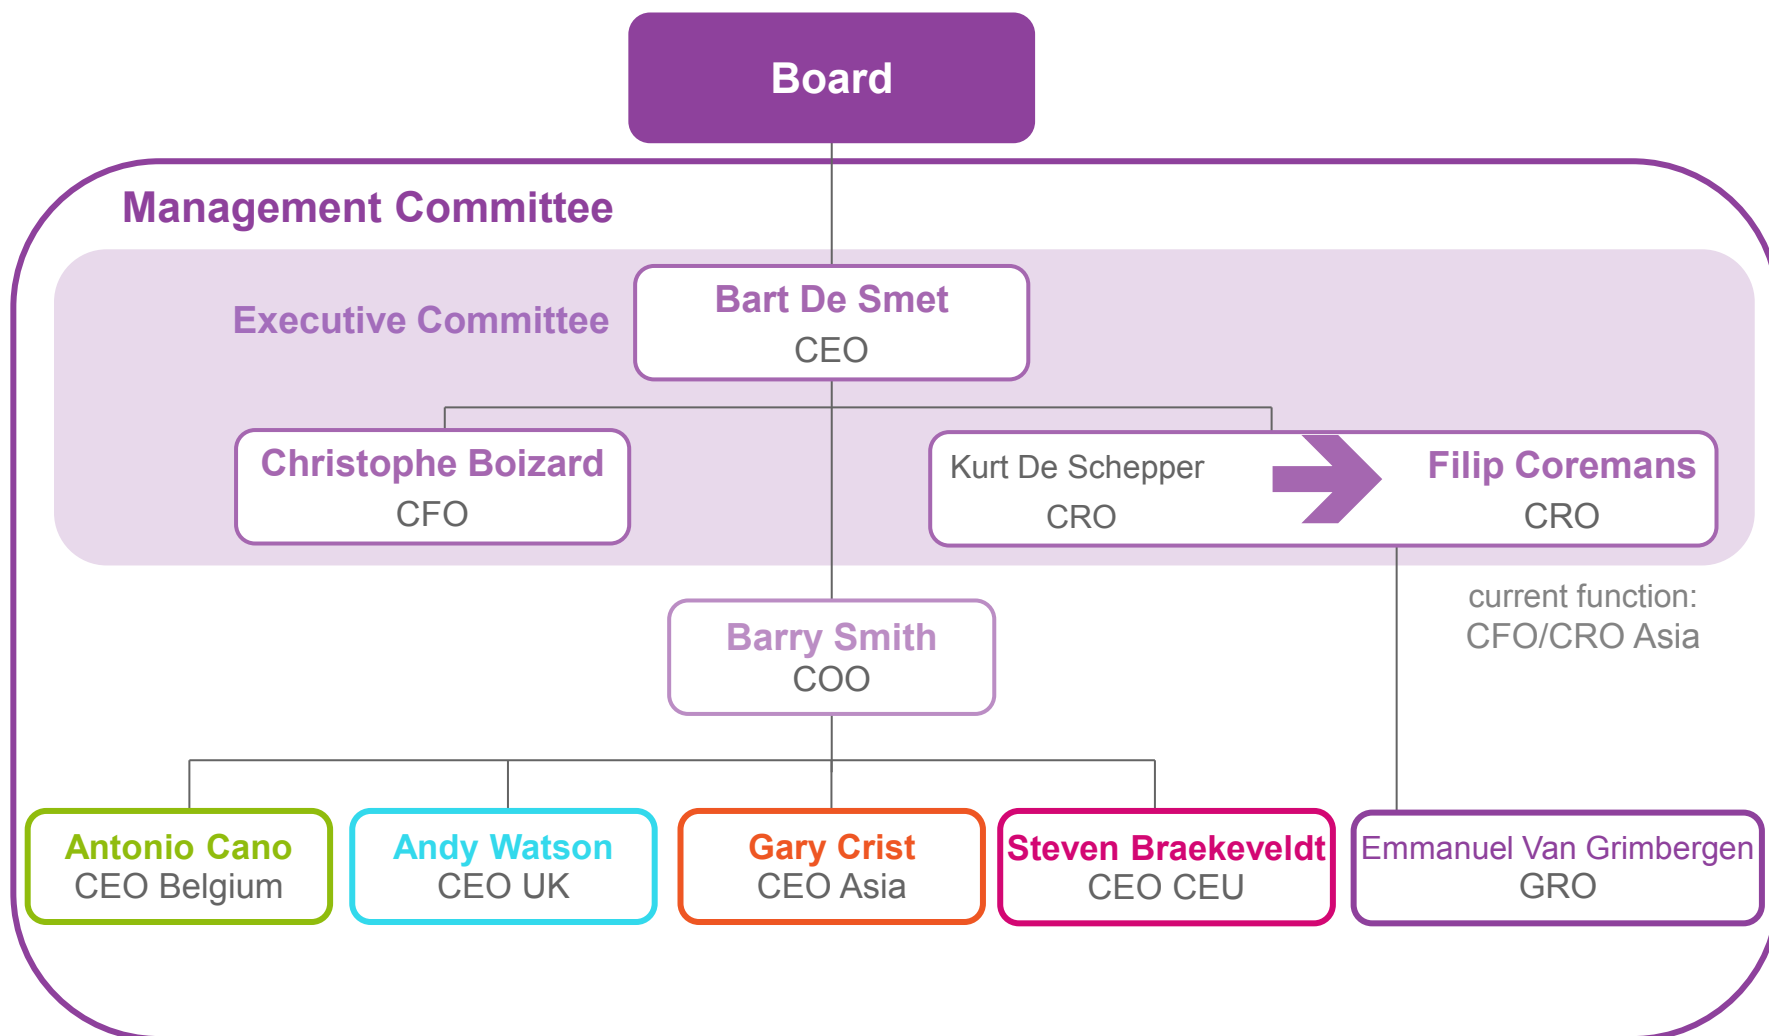 Board
Management Committee
Executive Committee
Bart De Smet
CEO
Christophe Boizard
CFO
Kurt De Schepper
CRO
Filip Coremans
CRO
current function:
CFO/CRO Asia
Barry Smith
COO
Antonio Cano
CEO Belgium
Andy Watson
CEO UK
Gary Crist
CEO Asia
Steven Braekeveldt
CEO CEU
Emmanuel Van Grimbergen
GRO